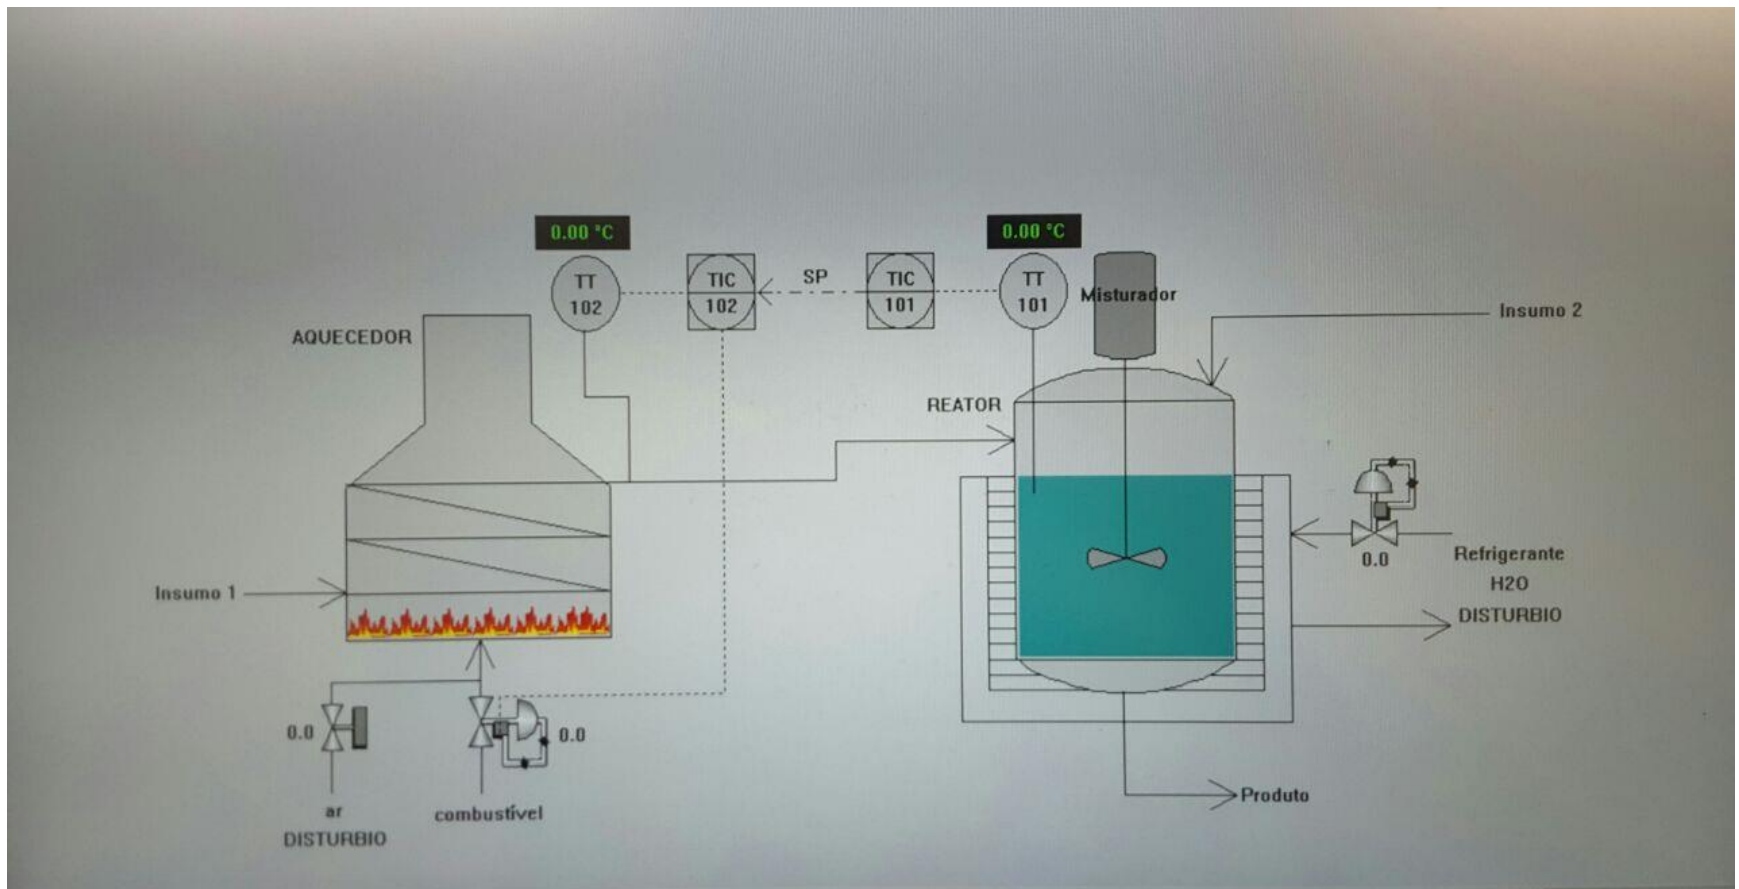 0.00 °C
0.00 °C
TT
102
TIC
102
SP
TIC
101
TT
101
Misturador
Insumo 2
AQUECEDOR
REATOR
0.0
Refrigerante
H2O
DISTURBIO
Insumo 1
0.0
0.0
ar
DISTURBIO
combustível
Produto